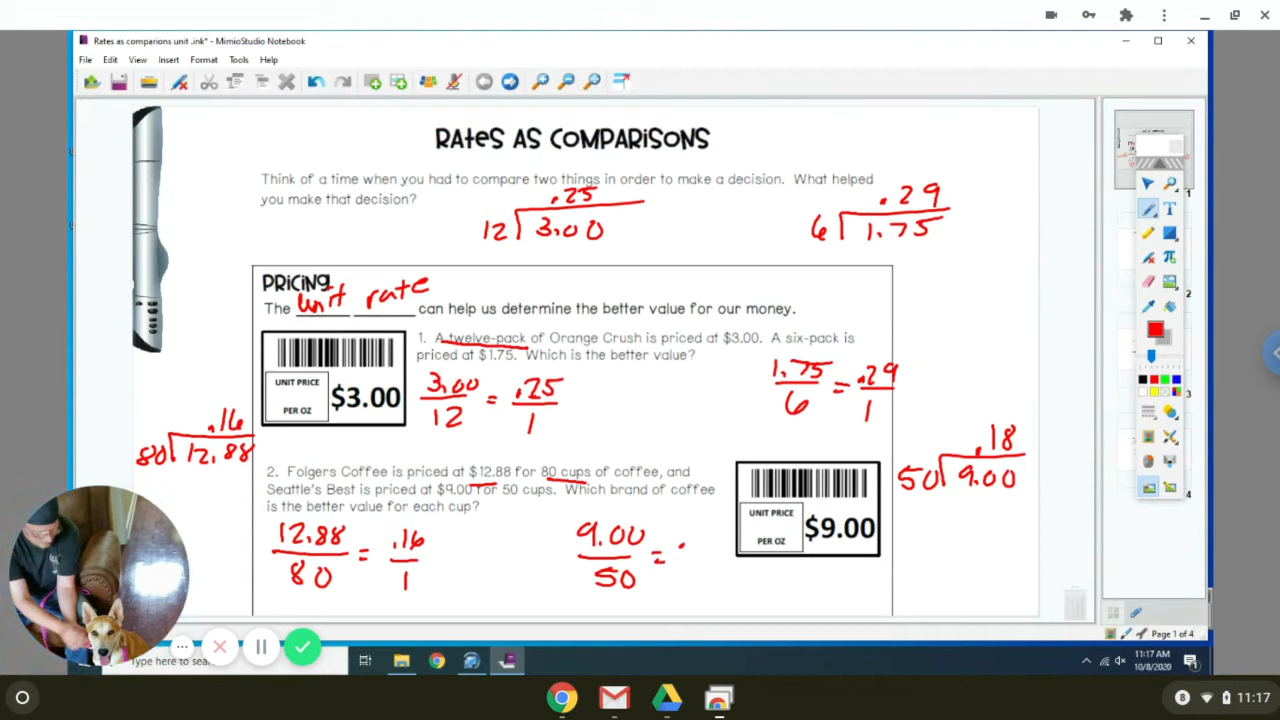 Rates as comparions unit .ink* - MimioStudio Notebook
File Edit View Insert Format Tools Help
RAteS AS COMPARiSONS
Think of a time when you had to compare two things in order to make a decision. What helped
you make that decision?
.25
12 3.00
.29
6 1.75
PRiCiNg
The unit rate can help us determine the better value for our money.
1. A twelve-pack of Orange Crush is priced at $3.00. A six-pack is
priced at $1.75. Which is the better value?
UNIT PRICE
PER OZ
$3.00
3.00/12 = .25/1
1.75/6 = .29/1
.16
80 12.88
.18
50 9.00
2. Folgers Coffee is priced at $12.88 for 80 cups of coffee, and
Seattle's Best is priced at $9.00 for 50 cups. Which brand of coffee
is the better value for each cup?
UNIT PRICE
PER OZ
$9.00
12.88/80 = .16/1
9.00/50 = .
1
2
3
4
Page 1 of 4
Type here to sea
11:17 AM
10/8/2020
1
8 11:17